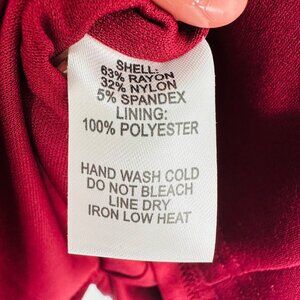 SHELL:
63% RAYON
32% NYLON
5% SPANDEX
LINING:
100% POLYESTER
HAND WASH COLD
DO NOT BLEACH
LINE DRY
IRON LOW HEAT